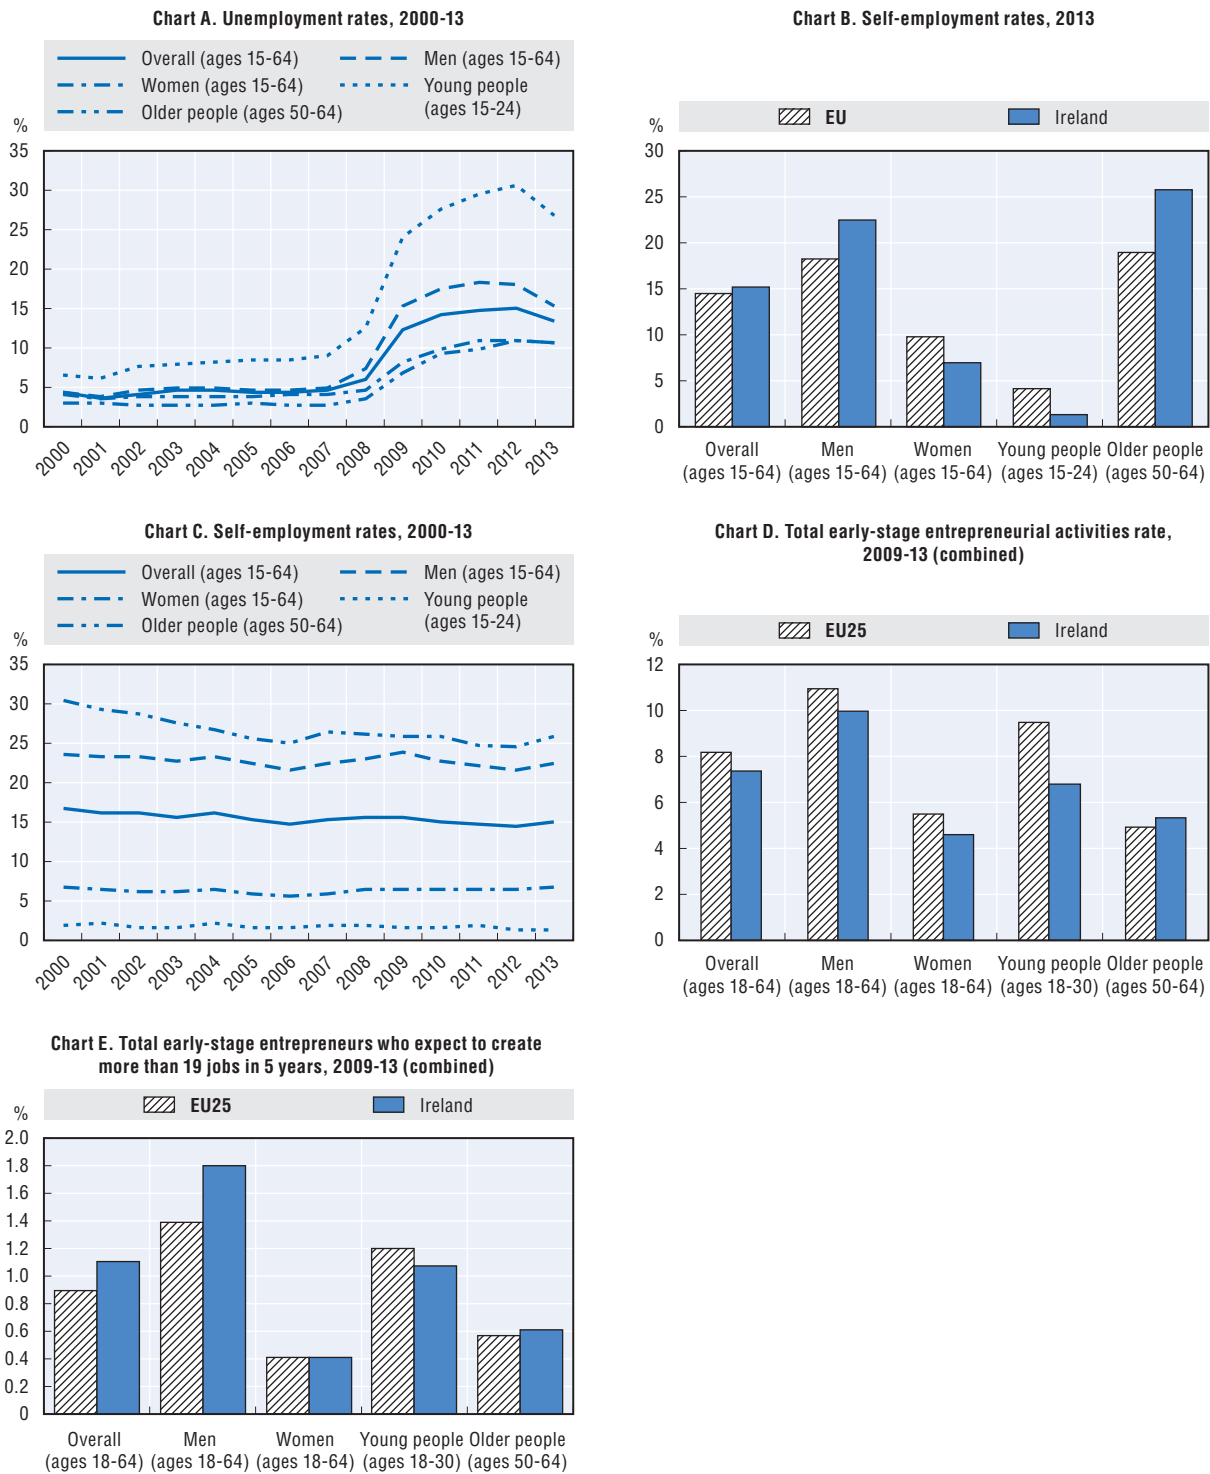 Chart A. Unemployment rates, 2000-13
Overall (ages 15-64)
Men (ages 15-64)
Women (ages 15-64)
Young people
(ages 15-24)
Older people (ages 50-64)
%
35
30
25
20
15
10
5
0
2000
2001
2002
2003
2004
2005
2006
2007
2008
2009
2010
2011
2012
2013
Chart B. Self-employment rates, 2013
EU
Ireland
%
30
25
20
15
10
5
0
Overall
(ages 15-64)
Men
(ages 15-64)
Women
(ages 15-64)
Young people
(ages 15-24)
Older people
(ages 50-64)
Chart C. Self-employment rates, 2000-13
Overall (ages 15-64)
Men (ages 15-64)
Women (ages 15-64)
Young people
(ages 15-24)
Older people (ages 50-64)
%
35
30
25
20
15
10
5
0
2000
2001
2002
2003
2004
2005
2006
2007
2008
2009
2010
2011
2012
2013
Chart D. Total early-stage entrepreneurial activities rate,
2009-13 (combined)
EU25
Ireland
%
12
10
8
6
4
2
0
Overall
(ages 18-64)
Men
(ages 18-64)
Women
(ages 18-64)
Young people
(ages 18-30)
Older people
(ages 50-64)
Chart E. Total early-stage entrepreneurs who expect to create
more than 19 jobs in 5 years, 2009-13 (combined)
EU25
Ireland
%
2.0
1.8
1.6
1.4
1.2
1.0
0.8
0.6
0.4
0.2
0
Overall
(ages 18-64)
Men
(ages 18-64)
Women
(ages 18-64)
Young people
(ages 18-30)
Older people
(ages 50-64)